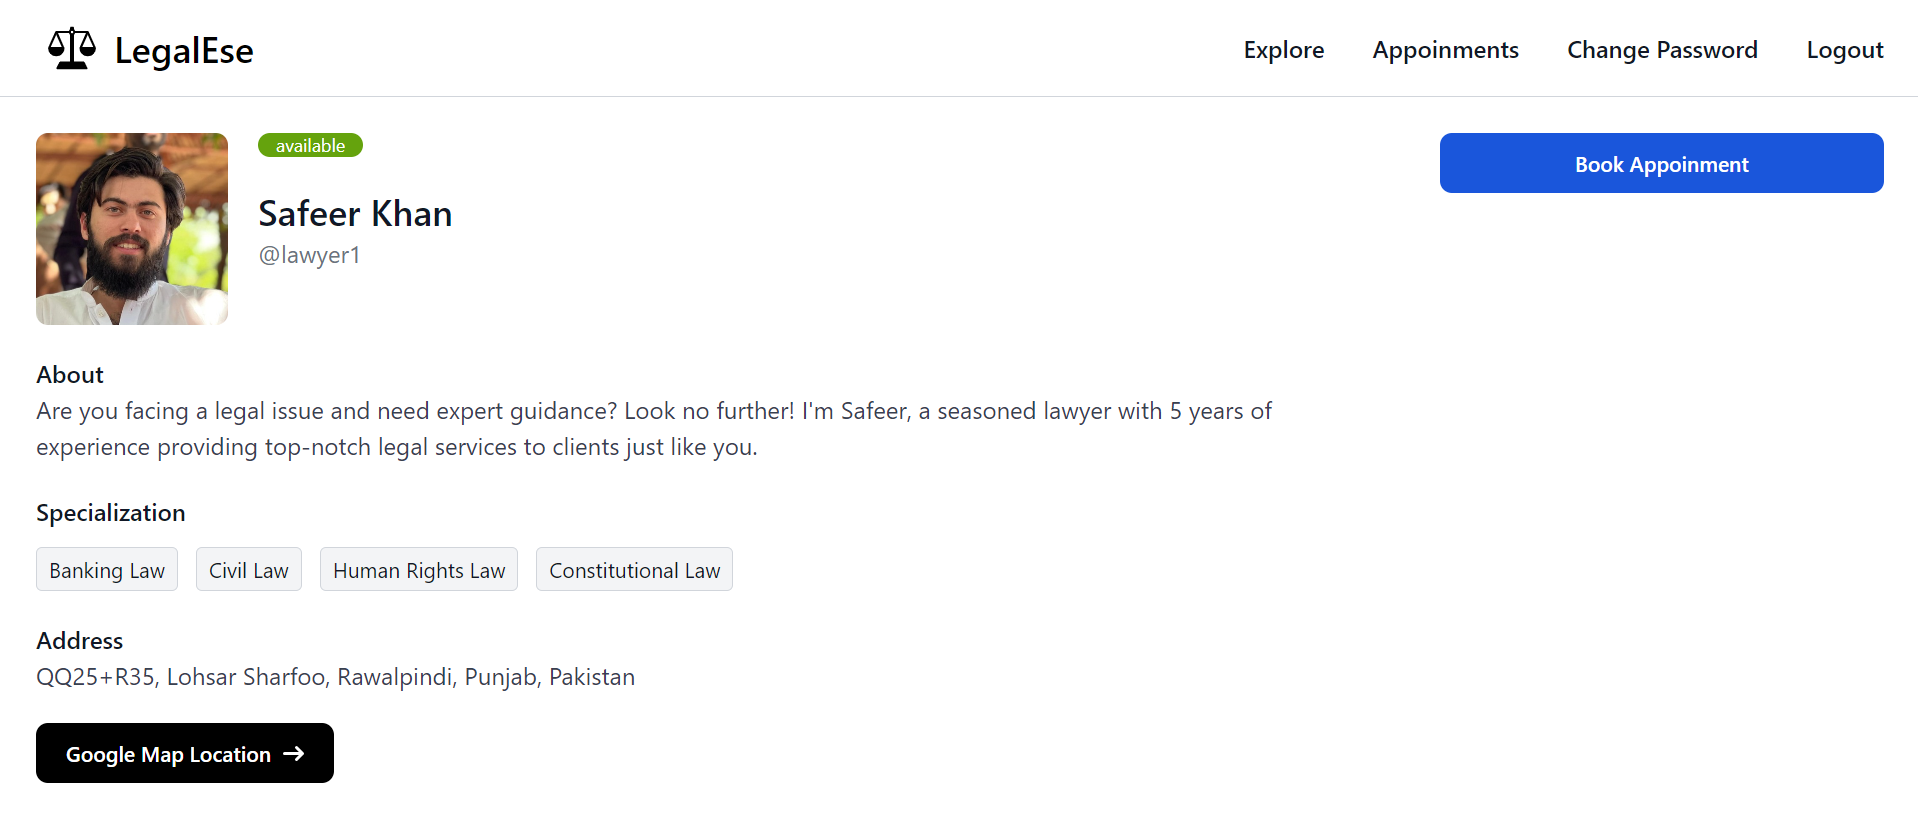 LegalEse
Explore
Appoinments
Change Password
Logout
available
Safeer Khan
@lawyer1
Book Appoinment
About
Are you facing a legal issue and need expert guidance? Look no further! I'm Safeer, a seasoned lawyer with 5 years of
experience providing top-notch legal services to clients just like you.
Specialization
Banking Law
Civil Law
Human Rights Law
Constitutional Law
Address
QQ25+R35, Lohsar Sharfoo, Rawalpindi, Punjab, Pakistan
Google Map Location →